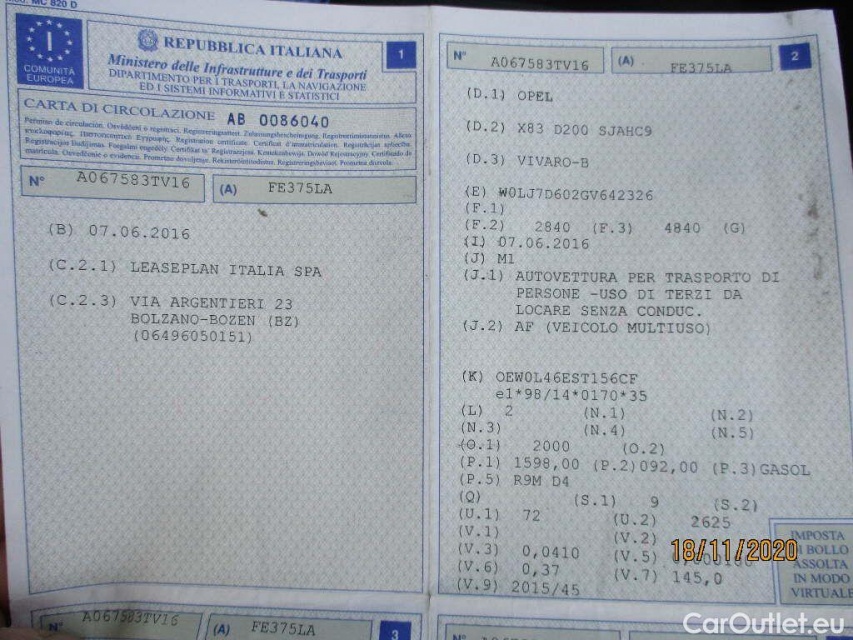 MC 820 D
I
COMUNITÀ
EUROPEA
REPUBBLICA ITALIANA
1
Ministero delle Infrastrutture e dei Trasporti
DIPARTIMENTO PER I TRASPORTI, LA NAVIGAZIONE
ED I SISTEMI INFORMATIVI E STATISTICI
CARTA DI CIRCOLAZIONE AB 0086040
N° A067583TV16 (A) FE375LA
(B) 07.06.2016
(C.2.1) LEASEPLAN ITALIA SPA
(C.2.3) VIA ARGENTIERI 23
BOLZANO-BOZEN (BZ)
(06496050151)
N° A067583TV16 (A) FE375LA
3
N° A067583TV16 (A) FE375LA 2
(D.1) OPEL
(D.2) X83 D200 SJAHC9
(D.3) VIVARO-B
(E) W0LJ7D602GV642326
(F.1)
(F.2) 2840 (F.3) 4840 (G)
(I) 07.06.2016
(J) M1
(J.1) AUTOVETTURA PER TRASPORTO DI
PERSONE -USO DI TERZI DA
LOCARE SENZA CONDUC.
(J.2) AF (VEICOLO MULTIUSO)
(K) OEW0L46EST156CF
e1*98/14*0170*35
(L) 2 (N.1) (N.2)
(N.3) (N.4) (N.5)
(O.1) 2000 (O.2)
(P.1) 1598,00 (P.2)092,00 (P.3)GASOL
(P.5) R9M D4
(Q) (S.1) 9 (S.2)
(U.1) 72 (U.2) 2625
(V.1) (V.2)
(V.3) 0,0410 (V.5)
(V.6) 0,37 (V.7) 145,0
(V.9) 2015/45
IMPOSTA
DI BOLLO
ASSOLTA
IN MODO
VIRTUALE
18/11/2020
N°
(A)
CarOutlet.eu